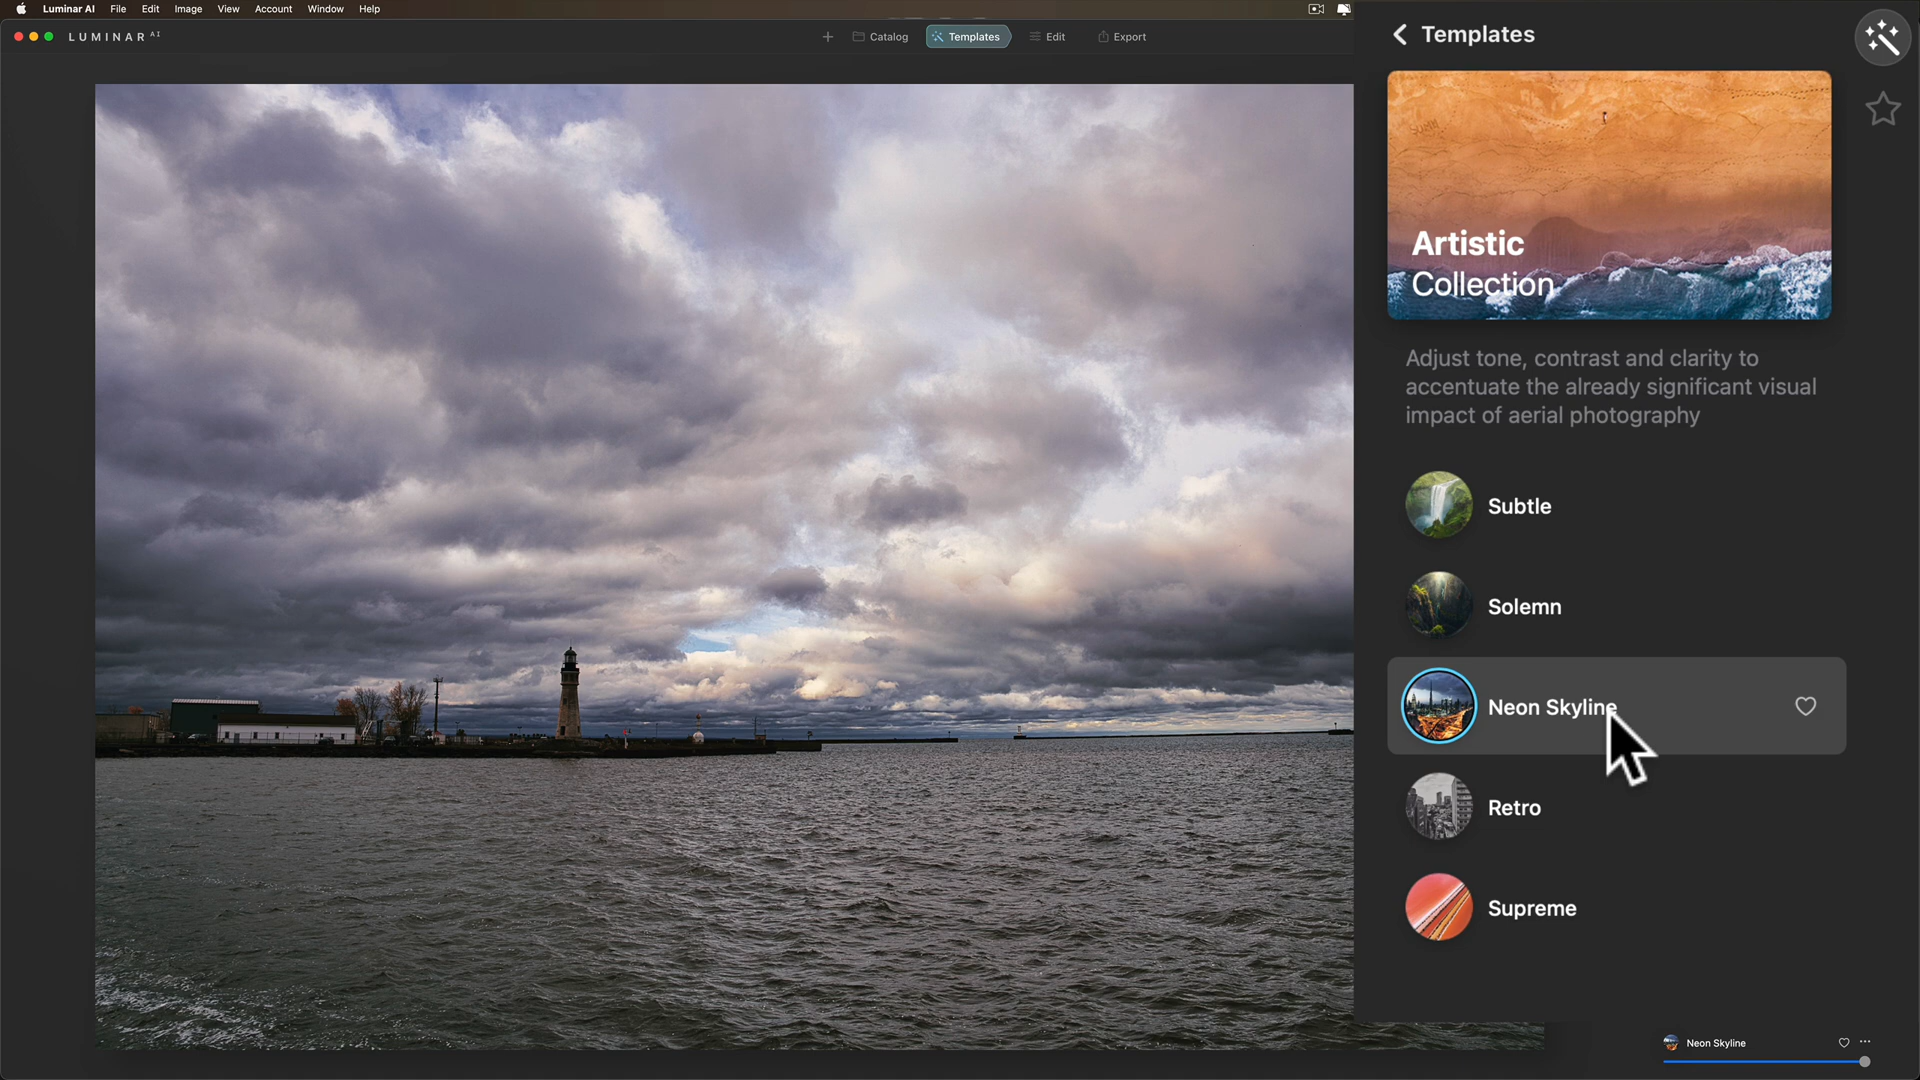 Luminar AI File Edit Image View Account Window Help
LUMINAR AI
Catalog Templates Edit Export
Templates
Artistic
Collection
Adjust tone, contrast and clarity to
accentuate the already significant visual
impact of aerial photography
Subtle
Solemn
Neon Skyline
Retro
Supreme
Neon Skyline